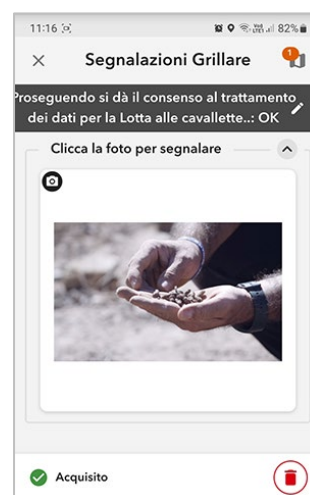 11:16
82%
Segnalazioni Grillare
1
Proseguendo si dà il consenso al trattamento
dei dati per la Lotta alle cavallette..: OK
Clicca la foto per segnalare
Acquisito